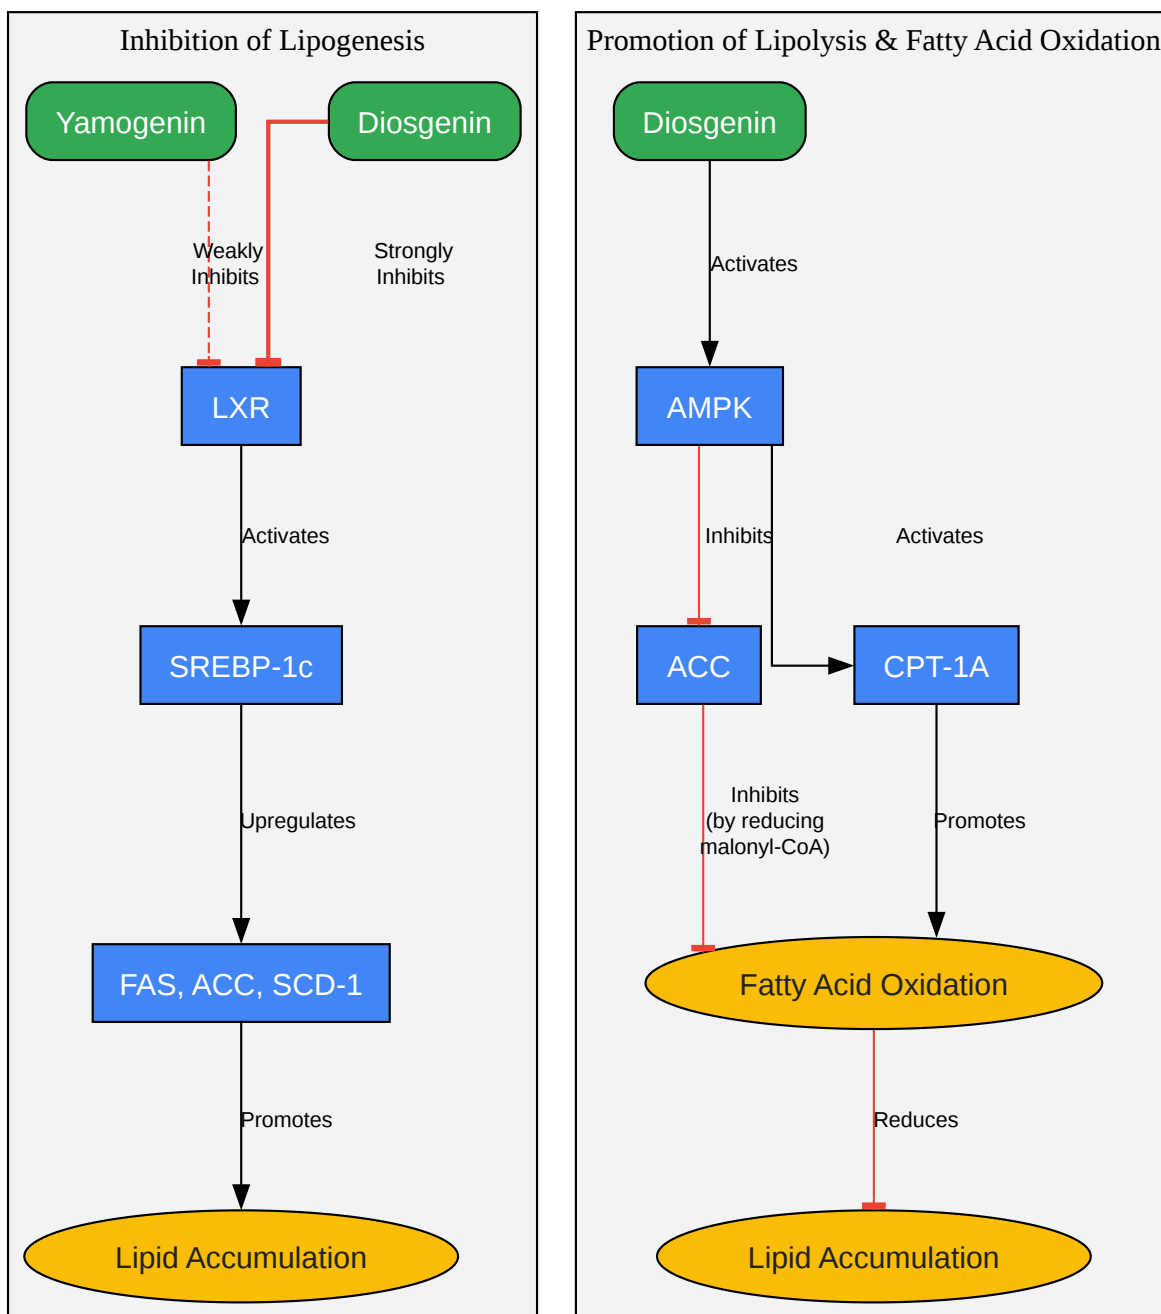 Inhibition of Lipogenesis
Yamogenin
Diosgenin
Weakly
Inhibits
Strongly
Inhibits
LXR
Activates
SREBP-1c
Upregulates
FAS, ACC, SCD-1
Promotes
Lipid Accumulation
Promotion of Lipolysis & Fatty Acid Oxidation
Diosgenin
Activates
AMPK
Inhibits
Activates
ACC
CPT-1A
Inhibits
(by reducing
malonyl-CoA)
Promotes
Fatty Acid Oxidation
Reduces
Lipid Accumulation